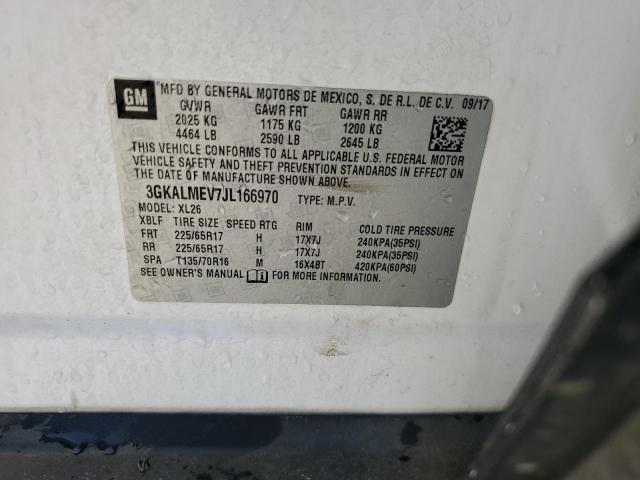 GM
*MFD BY GENERAL MOTORS DE MEXICO, S. DE R.L. DE C.V. 09/17
GVWR GAWR FRT GAWR RR
2025 KG 1175 KG 1200 KG
4464 LB 2590 LB 2645 LB
THIS VEHICLE CONFORMS TO ALL APPLICABLE U.S. FEDERAL MOTOR
VEHICLE SAFETY AND THEFT PREVENTION STANDARDS IN EFFECT ON
THE DATE OF MANUFACTURE SHOWN ABOVE.
3GKALMEV7JL166970 TYPE: M.P.V.
MODEL: XL26
XBLF TIRE SIZE SPEED RTG RIM COLD TIRE PRESSURE
FRT 225/65R17 H 17X7J 240KPA(35PSI)
RR 225/65R17 H 17X7J 240KPA(35PSI)
SPA T135/70R16 M 16X4BT 420KPA(60PSI)
SEE OWNER'S MANUAL FOR MORE INFORMATION.